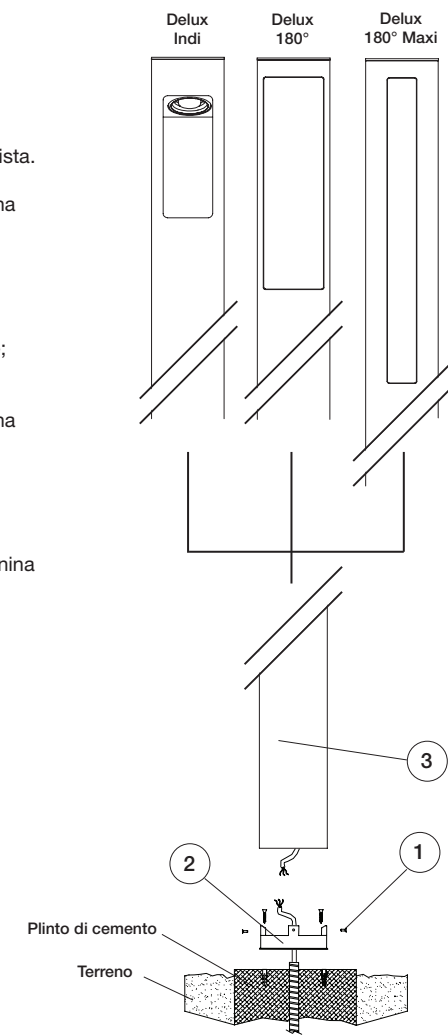 Delux
Indi
Delux
180°
Delux
180° Maxi
ista.
na
;
na
nina
3
2
1
Plinto di cemento
Terreno